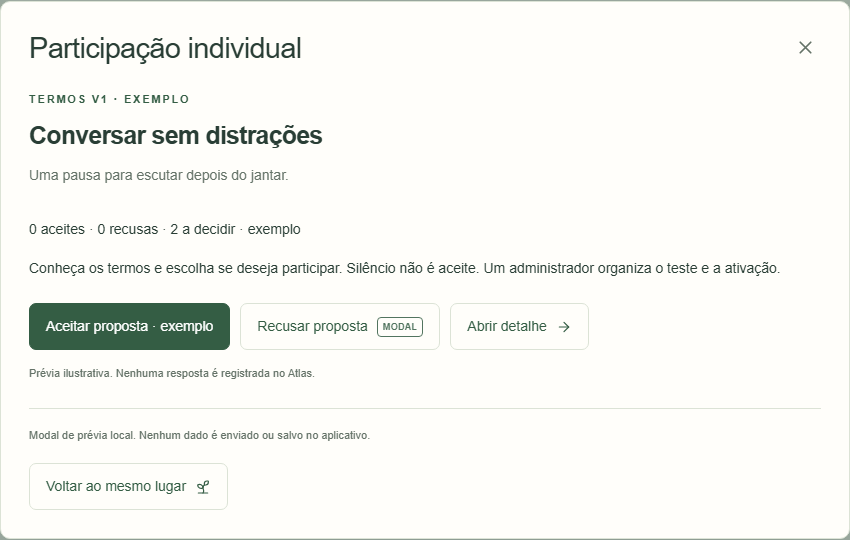 Participação individual
TERMOS V1 · EXEMPLO
Conversar sem distrações
Uma pausa para escutar depois do jantar.
0 aceites · 0 recusas · 2 a decidir · exemplo
Conheça os termos e escolha se deseja participar. Silêncio não é aceite. Um administrador organiza o teste e a ativação.
Aceitar proposta · exemplo
Recusar proposta MODAL
Abrir detalhe
Prévia ilustrativa. Nenhuma resposta é registrada no Atlas.
Modal de prévia local. Nenhum dado é enviado ou salvo no aplicativo.
Voltar ao mesmo lugar